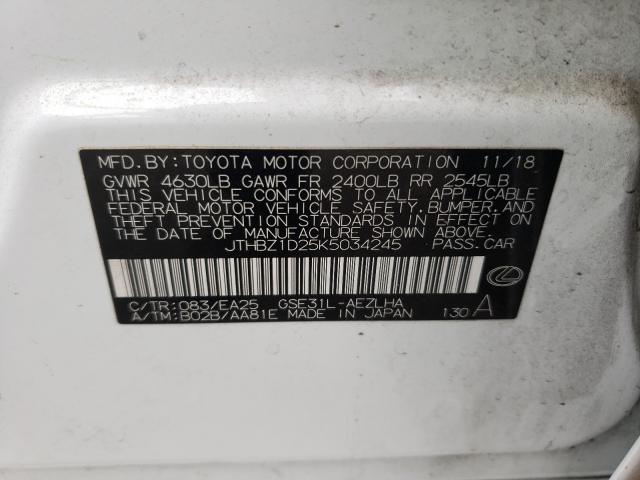 MFD.BY:TOYOTA MOTOR CORPORATION 11/18
GVWR 4630LB GAWR FR 2400LB RR 2545LB
THIS VEHICLE CONFORMS TO ALL APPLICABLE
FEDERAL MOTOR VEHICLE SAFETY, BUMPER, AND
THEFT PREVENTION STANDARDS IN EFFECT ON
THE DATE OF MANUFACTURE SHOWN ABOVE.
JTHBZ1D25K5034245 PASS.CAR
C/TR:083/EA25 GSE31L-AEZLHA
A/TM:B02B/AA81E MADE IN JAPAN 130 A